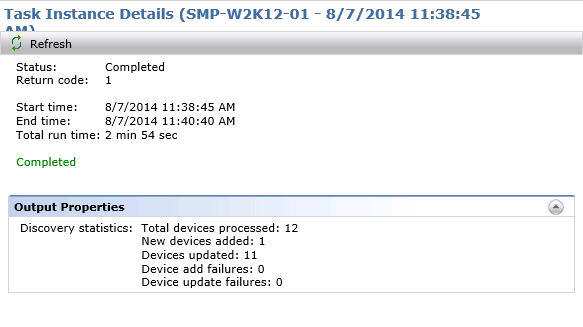 Task Instance Details (SMP-W2K12-01 - 8/7/2014 11:38:45
AM)
Refresh
Status: Completed
Return code: 1
Start time: 8/7/2014 11:38:45 AM
End time: 8/7/2014 11:40:40 AM
Total run time: 2 min 54 sec
Completed
Output Properties
Discovery statistics: Total devices processed: 12
New devices added: 1
Devices updated: 11
Device add failures: 0
Device update failures: 0